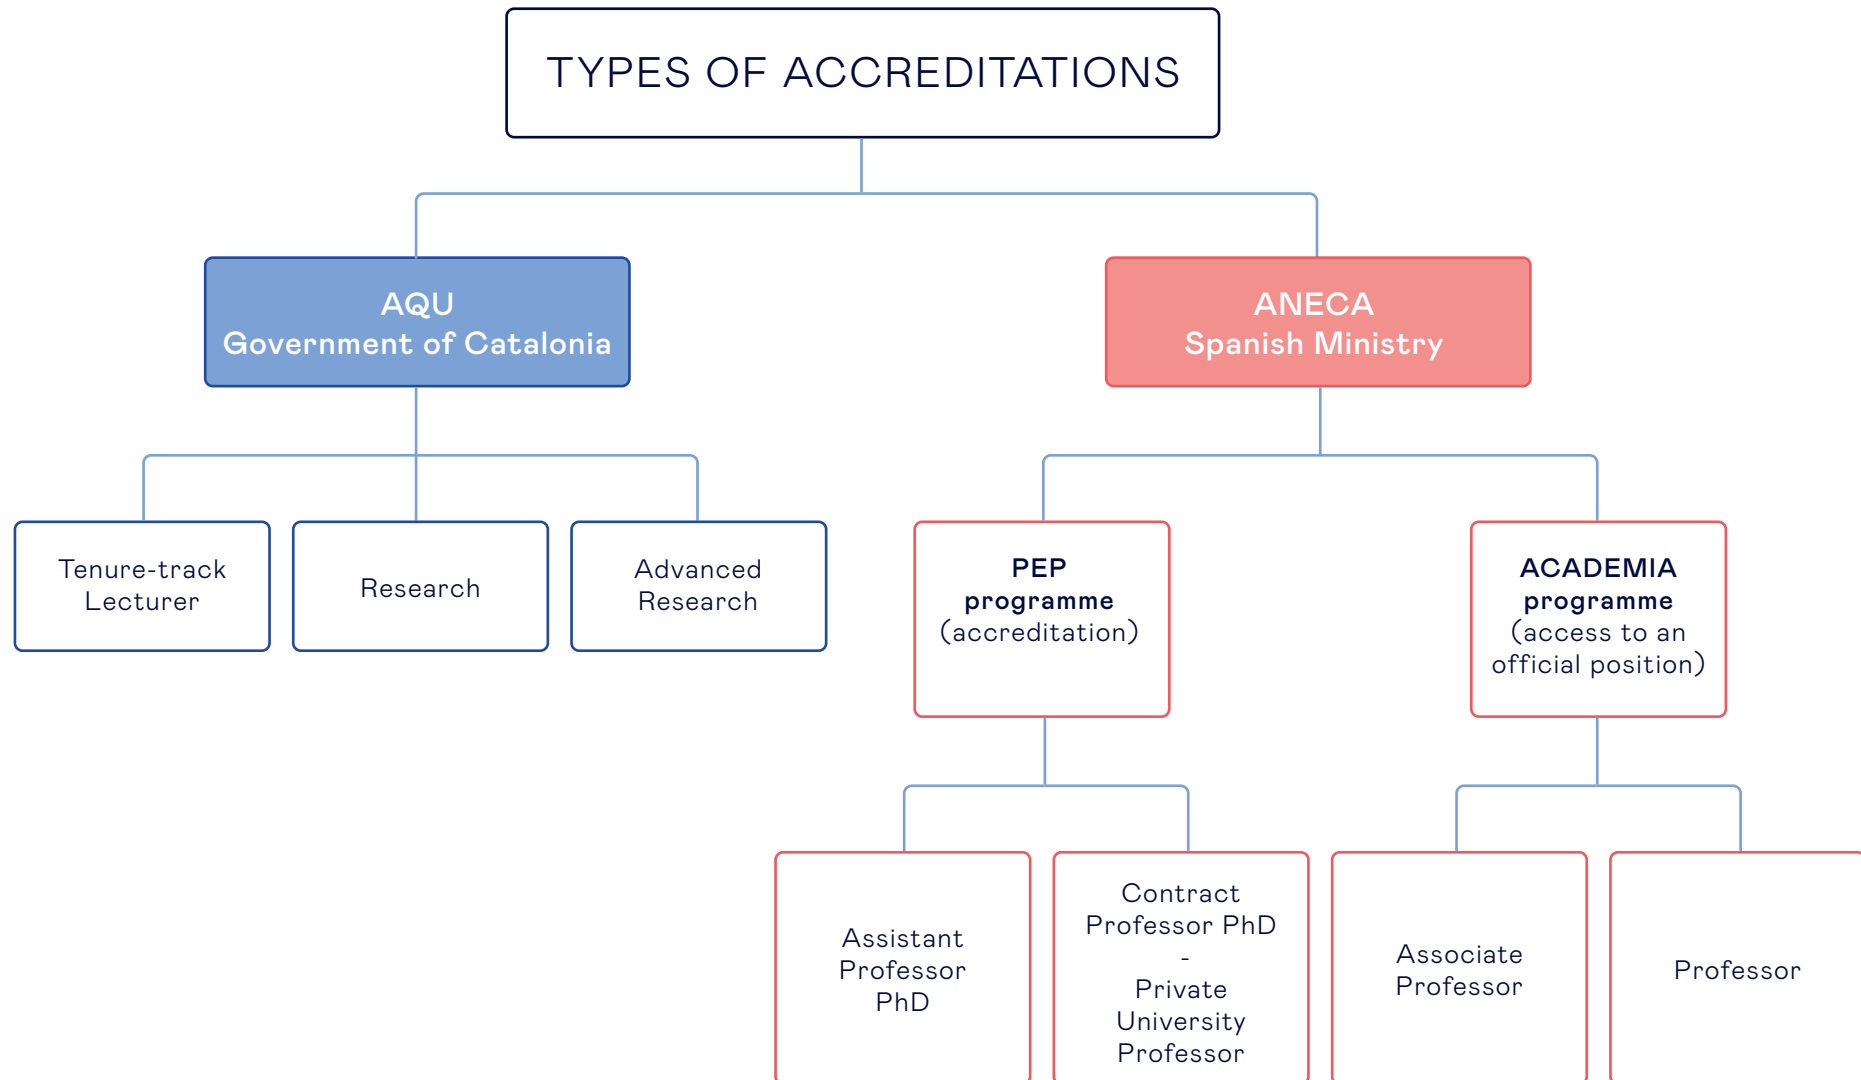 TYPES OF ACCREDITATIONS
AQU
Government of Catalonia
ANECA
Spanish Ministry
Tenure-track
Lecturer
Research
Advanced
Research
PEP
programme
(accreditation)
ACADEMIA
programme
(access to an
official position)
Assistant
Professor
PhD
Contract
Professor PhD
-
Private
University
Professor
Associate
Professor
Professor